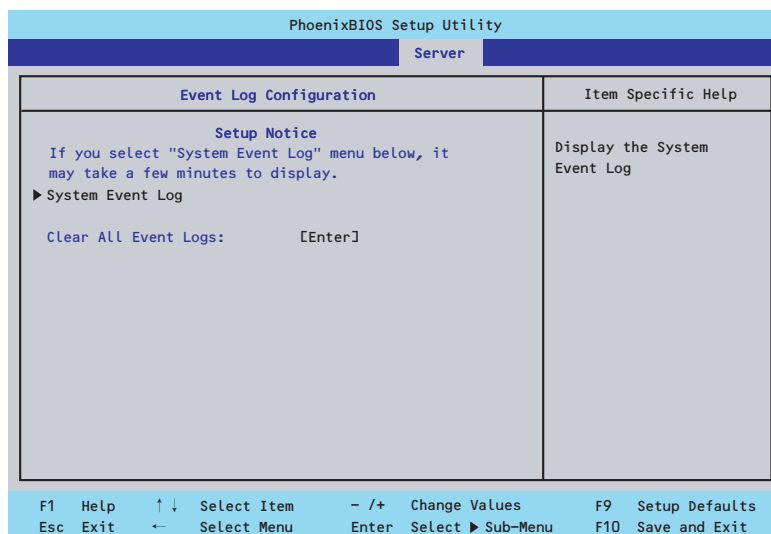 PhoenixBIOS Setup Utility
Server
Event Log Configuration
Item Specific Help
Setup Notice
If you select "System Event Log" menu below, it
may take a few minutes to display.
▶ System Event Log
Clear All Event Logs: [Enter]
Display the System
Event Log
F1 Help ↑↓ Select Item - /+ Change Values F9 Setup Defaults
Esc Exit ← Select Menu Enter Select ▶ Sub-Menu F10 Save and Exit